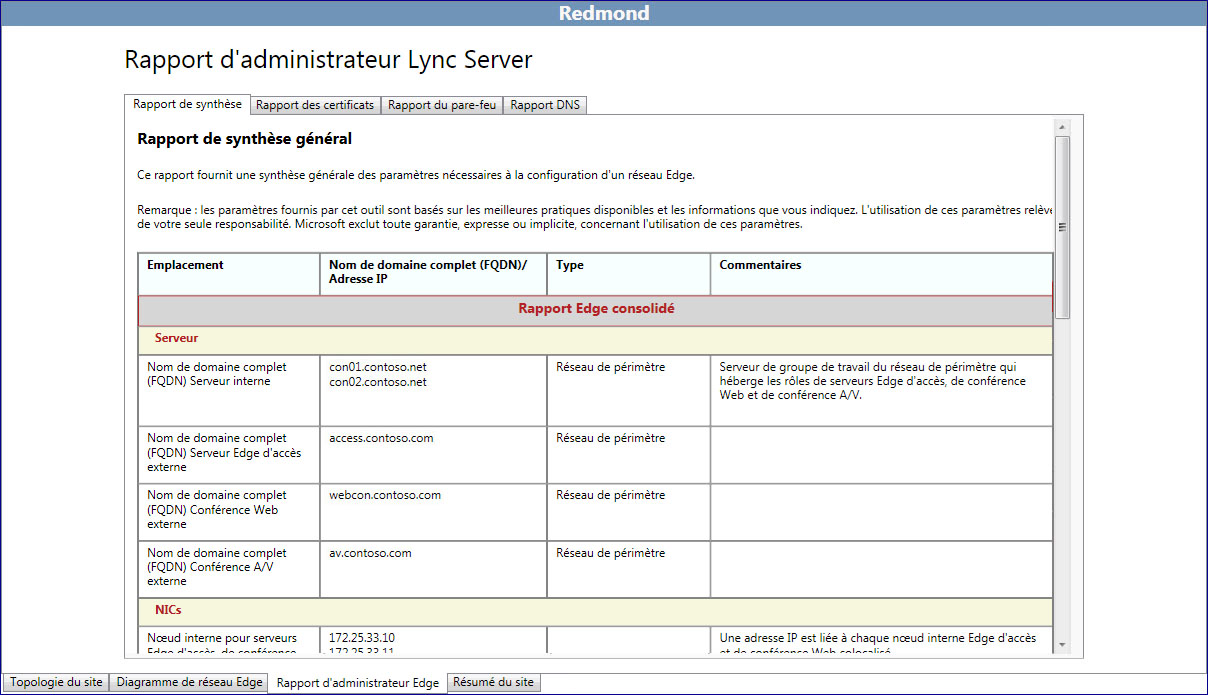 Redmond
Rapport d'administrateur Lync Server
Rapport de synthèse
Rapport des certificats
Rapport du pare-feu
Rapport DNS
Rapport de synthèse général
Ce rapport fournit une synthèse générale des paramètres nécessaires à la configuration d'un réseau Edge.
Remarque : les paramètres fournis par cet outil sont basés sur les meilleures pratiques disponibles et les informations que vous indiquez. L'utilisation de ces paramètres relève
de votre seule responsabilité. Microsoft exclut toute garantie, expresse ou implicite, concernant l'utilisation de ces paramètres.
Emplacement
Nom de domaine complet (FQDN)/
Adresse IP
Type
Commentaires
Rapport Edge consolidé
Serveur
Nom de domaine complet
(FQDN) Serveur interne
con01.contoso.net
con02.contoso.net
Réseau de périmètre
Serveur de groupe de travail du réseau de périmètre qui
héberge les rôles de serveurs Edge d'accès, de conférence
Web et de conférence A/V.
Nom de domaine complet
(FQDN) Serveur Edge d'accès
externe
access.contoso.com
Réseau de périmètre
Nom de domaine complet
(FQDN) Conférence Web
externe
webcon.contoso.com
Réseau de périmètre
Nom de domaine complet
(FQDN) Conférence A/V
externe
av.contoso.com
Réseau de périmètre
NICs
Nœud interne pour serveurs
Edge d'accès, de conférence
172.25.33.10
172.25.33.11
Une adresse IP est liée à chaque nœud interne Edge d'accès
et de conférence Web colocalisé
Topologie du site
Diagramme de réseau Edge
Rapport d'administrateur Edge
Résumé du site